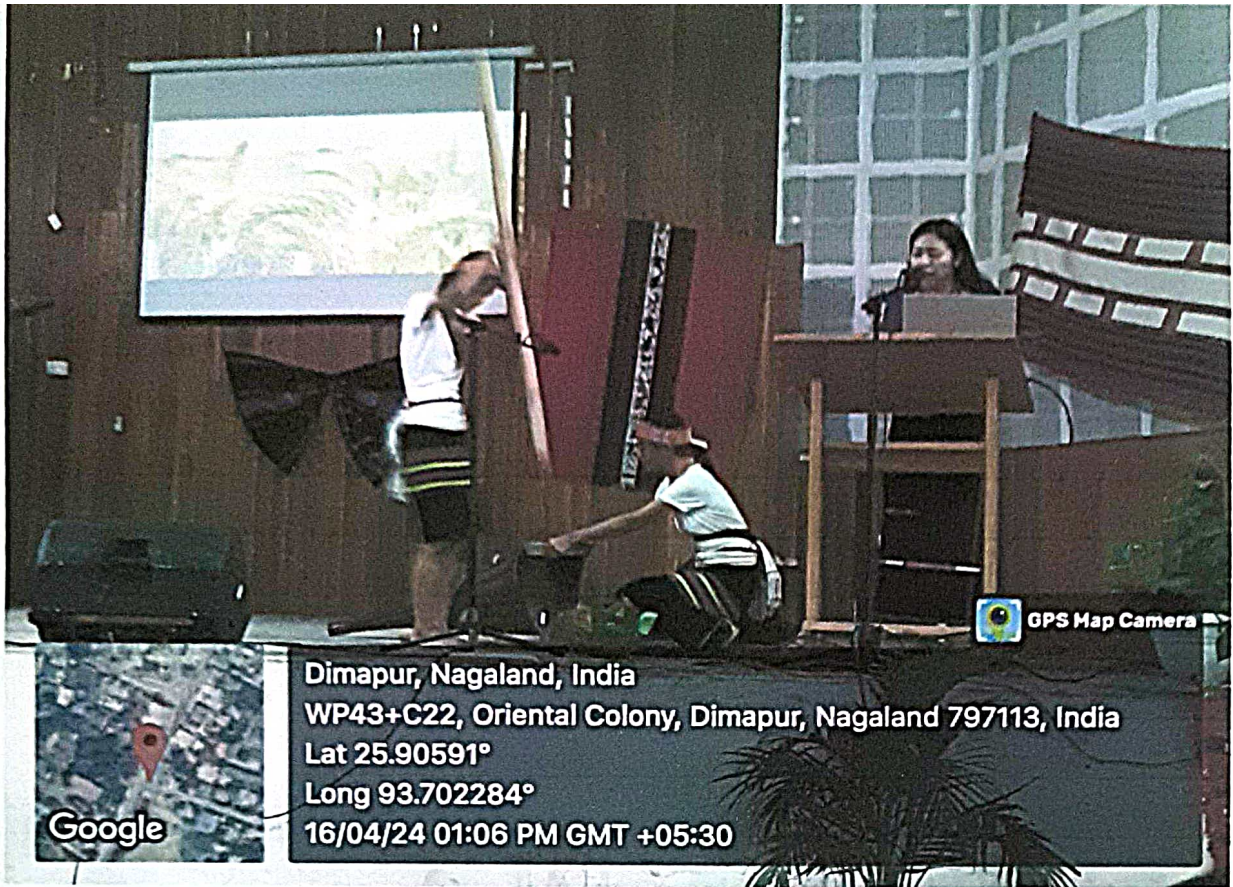 GPS Map Camera
Dimapur, Nagaland, India
WP43+C22, Oriental Colony, Dimapur, Nagaland 797113, India
Lat 25.90591°
Long 93.702284°
16/04/24 01:06 PM GMT +05:30
Google